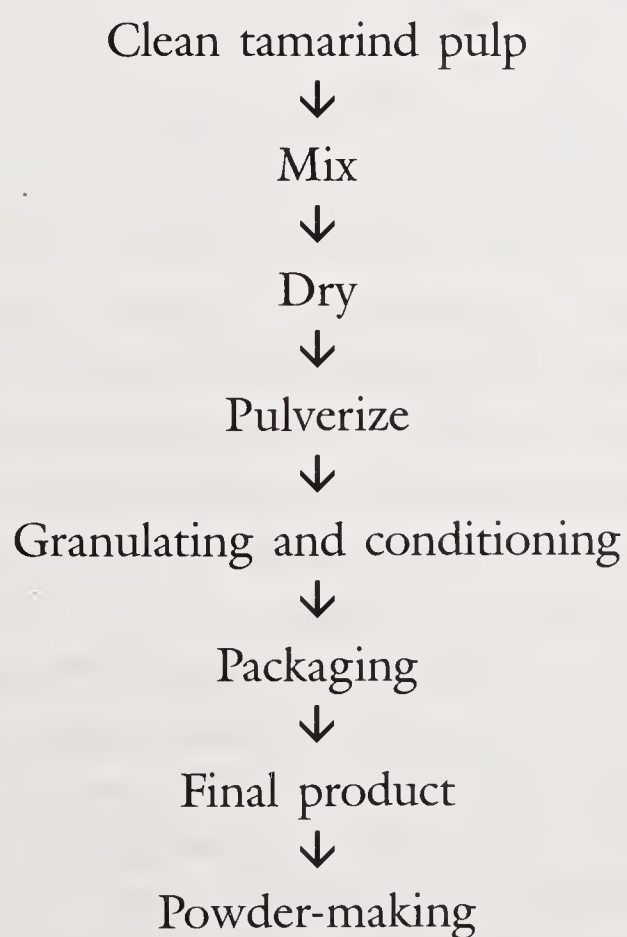 Clean tamarind pulp
↓
Mix
↓
Dry
↓
Pulverize
↓
Granulating and conditioning
↓
Packaging
↓
Final product
↓
Powder-making